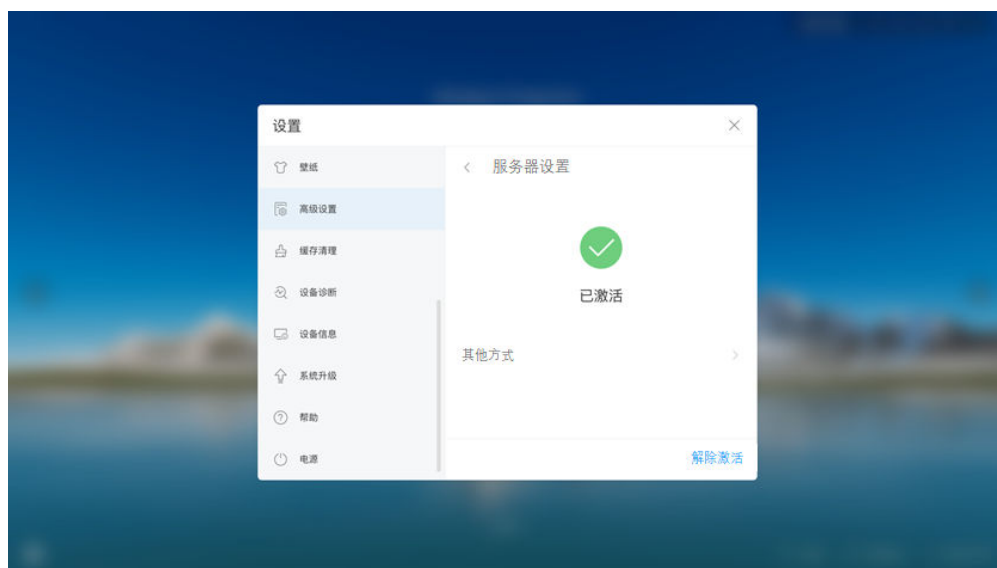 设置
壁纸
高级设置
缓存清理
设备诊断
设备信息
系统升级
帮助
电源
服务器设置
已激活
其他方式
解除激活